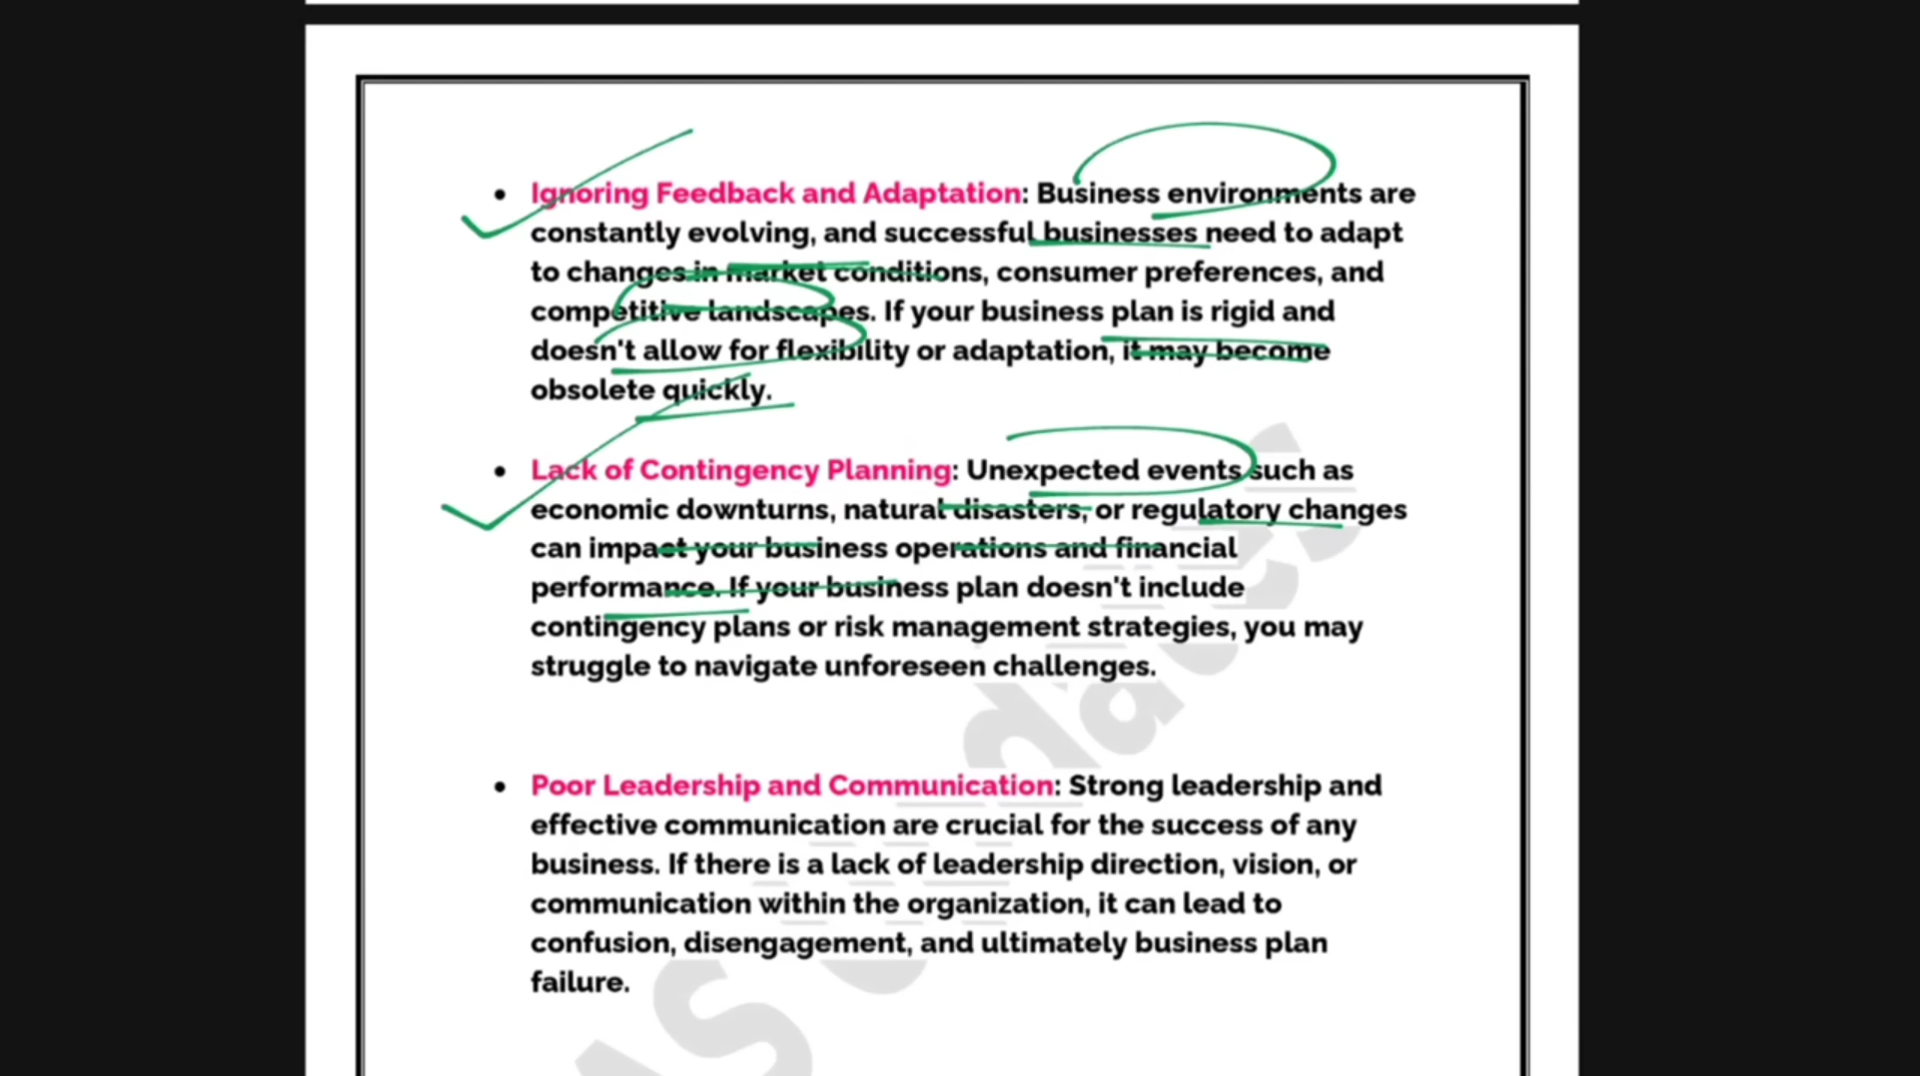 • Ignoring Feedback and Adaptation: Business environments are
constantly evolving, and successful businesses need to adapt
to changes in market conditions, consumer preferences, and
competitive landscapes. If your business plan is rigid and
doesn't allow for flexibility or adaptation, it may become
obsolete quickly.
• Lack of Contingency Planning: Unexpected events such as
economic downturns, natural disasters, or regulatory changes
can impact your business operations and financial
performance. If your business plan doesn't include
contingency plans or risk management strategies, you may
struggle to navigate unforeseen challenges.
• Poor Leadership and Communication: Strong leadership and
effective communication are crucial for the success of any
business. If there is a lack of leadership direction, vision, or
communication within the organization, it can lead to
confusion, disengagement, and ultimately business plan
failure.